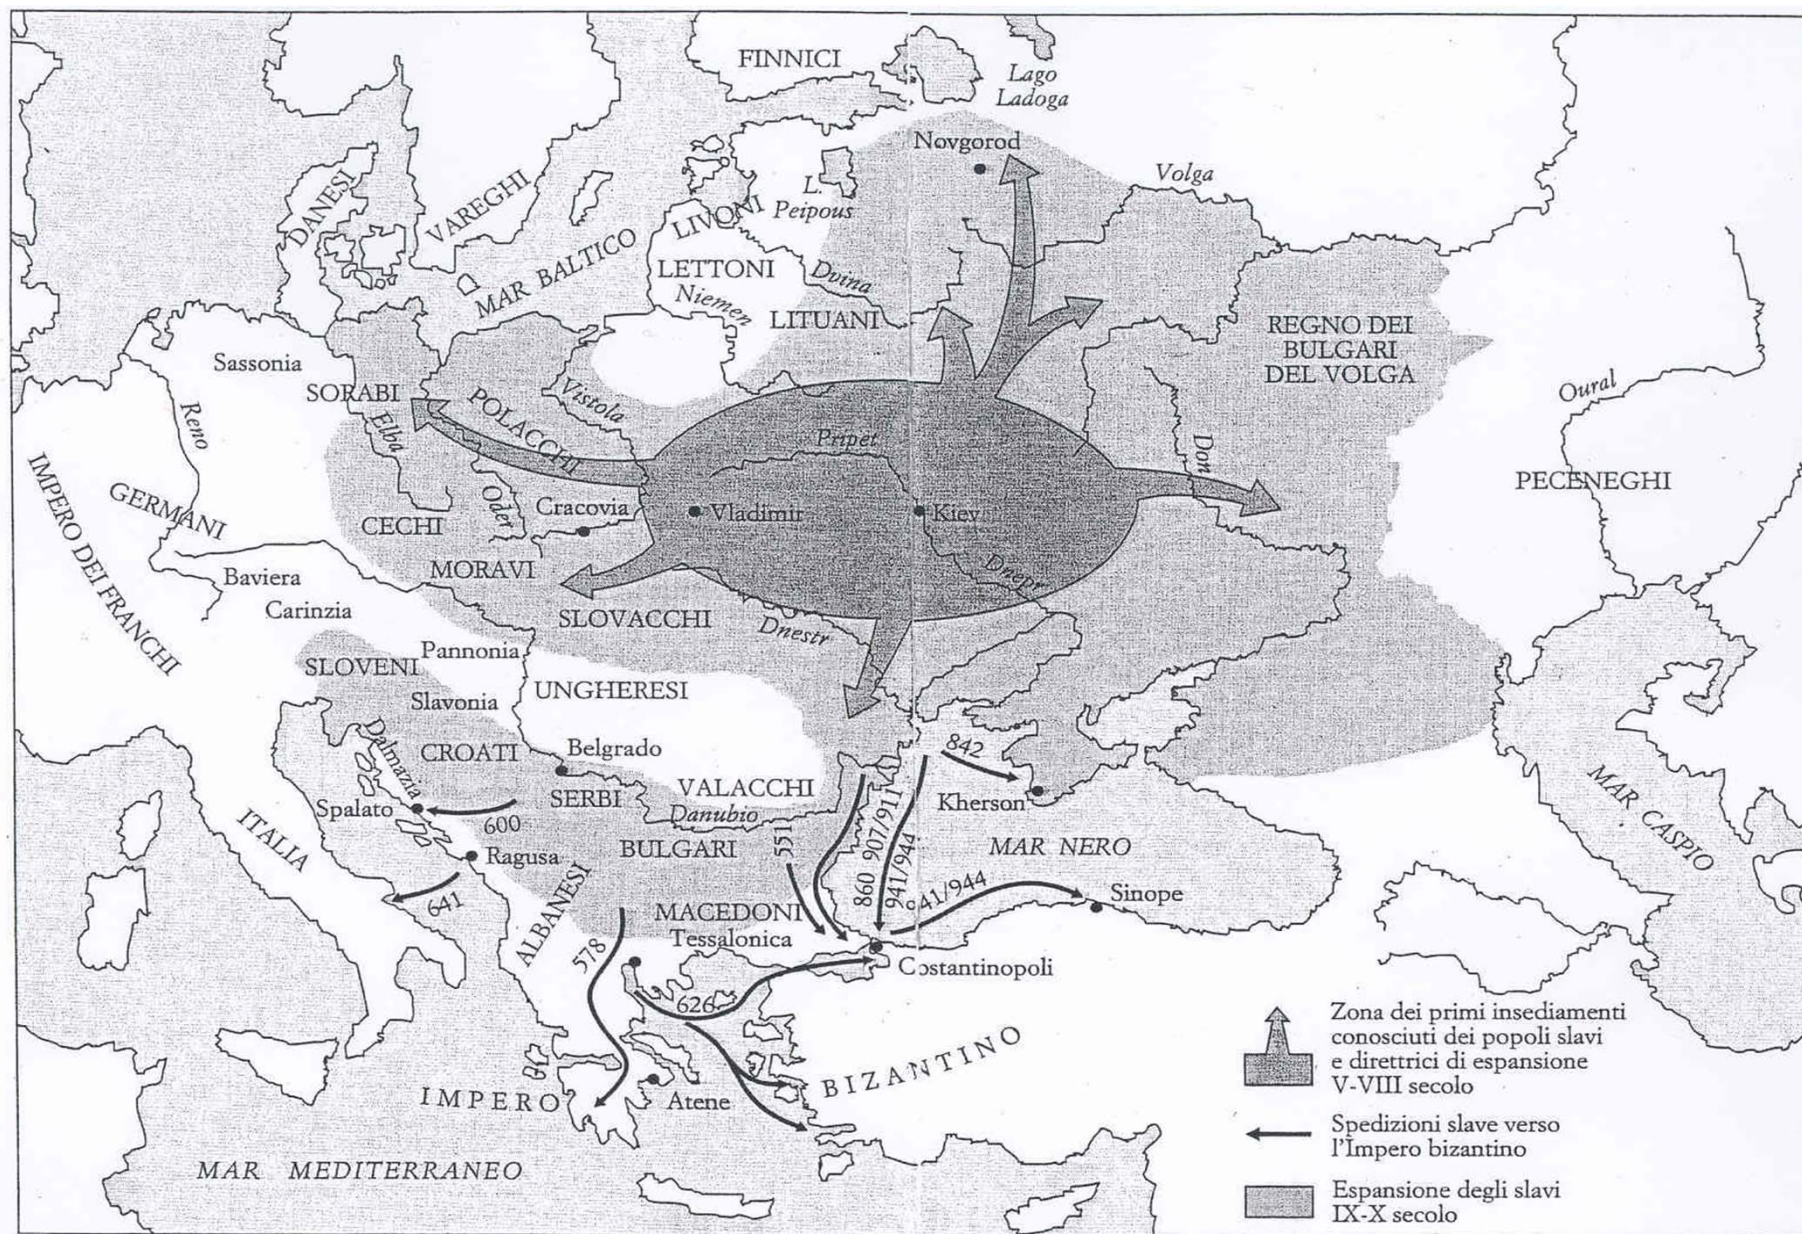 FINNICI
Lago
Ladoga
Novgorod
Volga
DANESI
VAREGHI
L.
Peipous
LIVONI
MAR BALTICO
LETTONI
Niemen
Dvina
LITUANI
REGNO DEI
BULGARI
DEL VOLGA
Sassonia
SORABI
Reno
Elba
POLACCHI
Vistola
Pripet
Don
Oural
PECENEGHI
IMPERO DEI FRANCHI
GERMANI
CECHI
Oder
Cracovia
Vladimir
Kiev
MORAVI
Baviera
Carinzia
SLOVACCHI
Dnestr
Dnepr
SLOVENI
Pannonia
UNGHERESI
Slavonia
Dalmazia
CROATI
Belgrado
842
VALACCHI
Kherson
Spalato
SERBI
600
Danubio
ITALIA
Ragusa
BULGARI
551
860 907/911
941/944
MAR NERO
MAR CASPIO
641
ALBANESI
941/944
Sinope
MACEDONI
Tessalonica
578
Costantinopoli
626
IMPERO
Atene
BIZANTINO
MAR MEDITERRANEO
Zona dei primi insediamenti
conosciuti dei popoli slavi
e direttrici di espansione
V-VIII secolo
Spedizioni slave verso
l'Impero bizantino
Espansione degli slavi
IX-X secolo